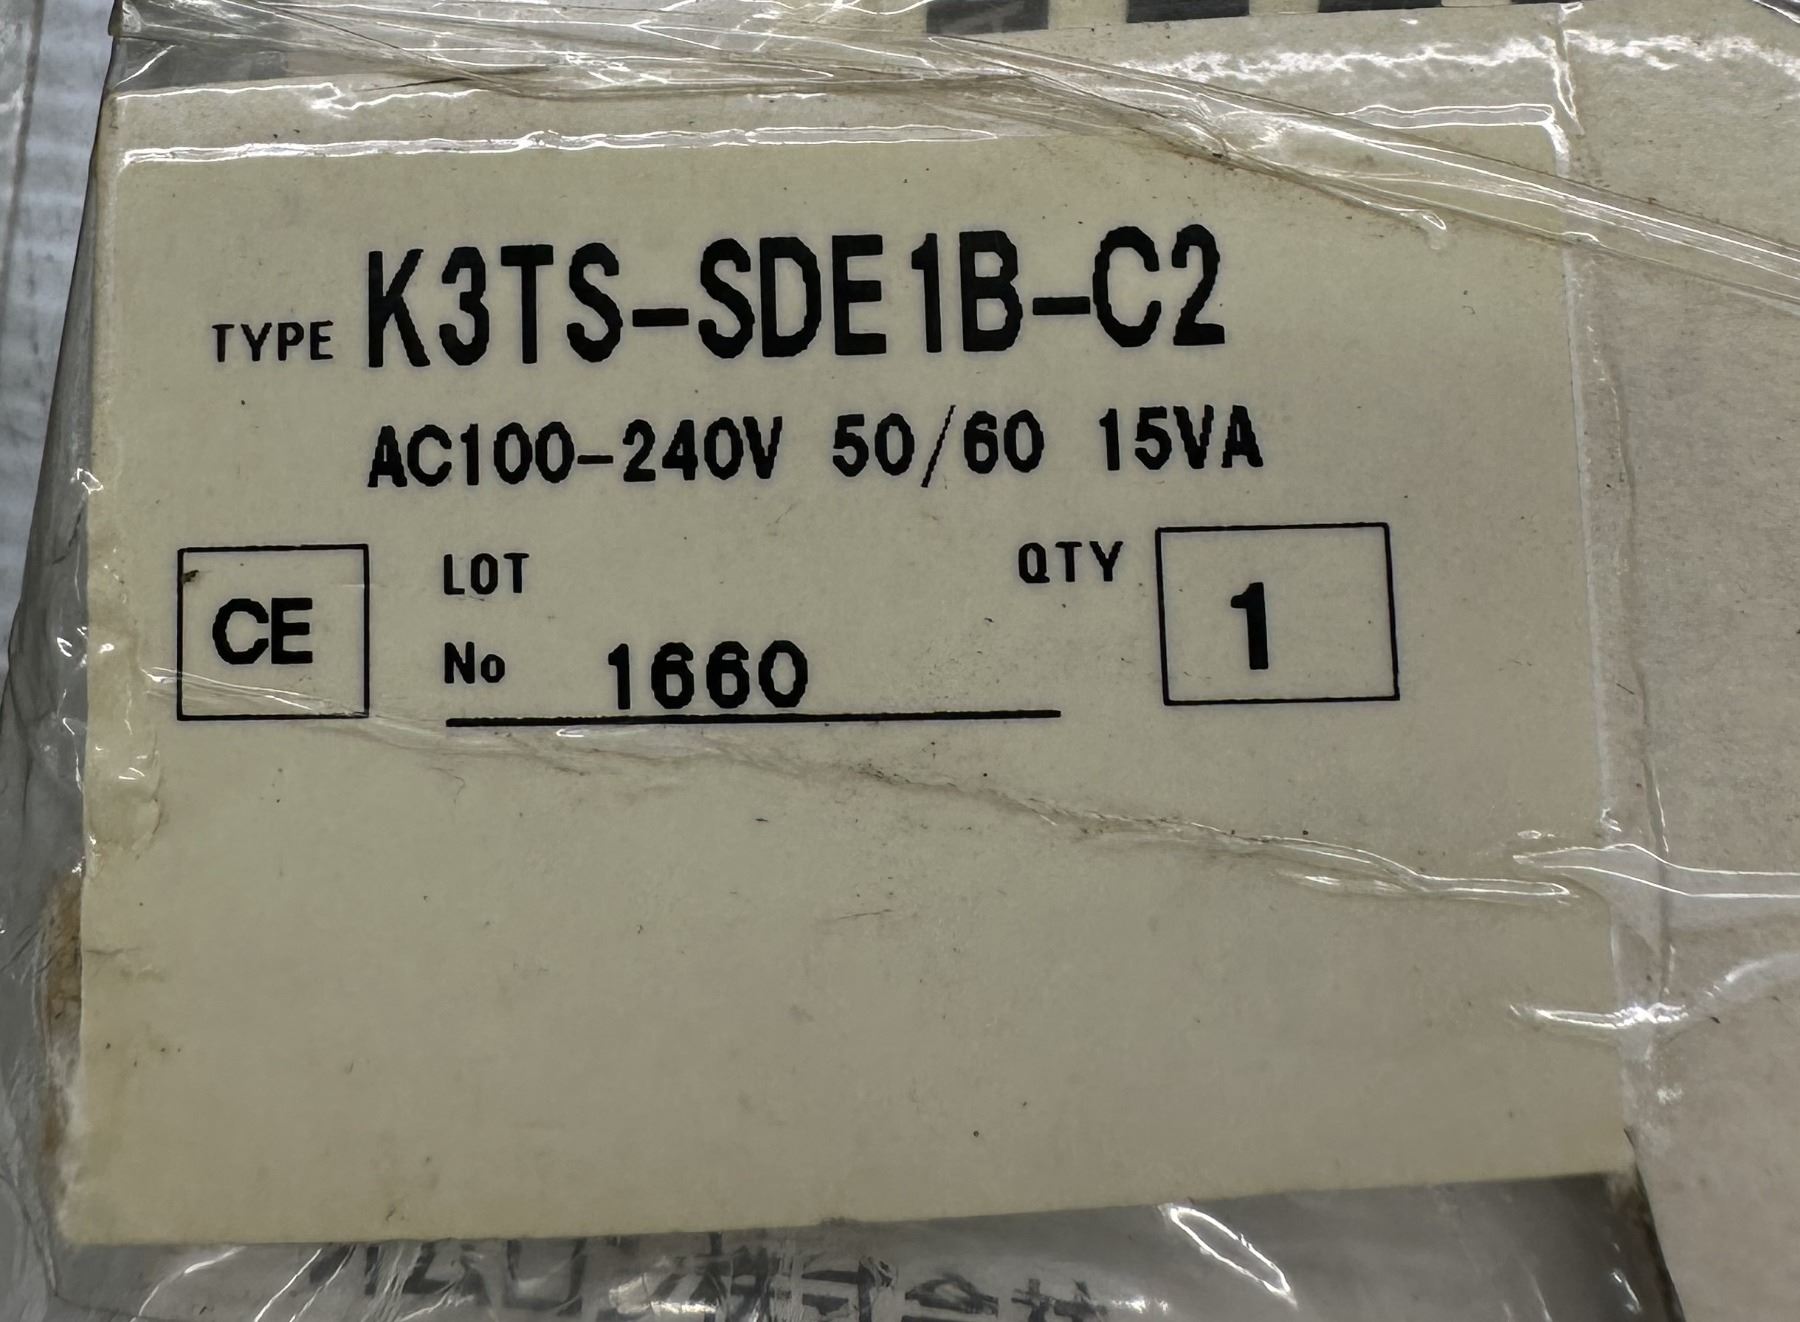 TYPE K3TS-SDE1B-C2
AC100-240V 50/60 15VA
CE
LOT
No 1660
QTY 1